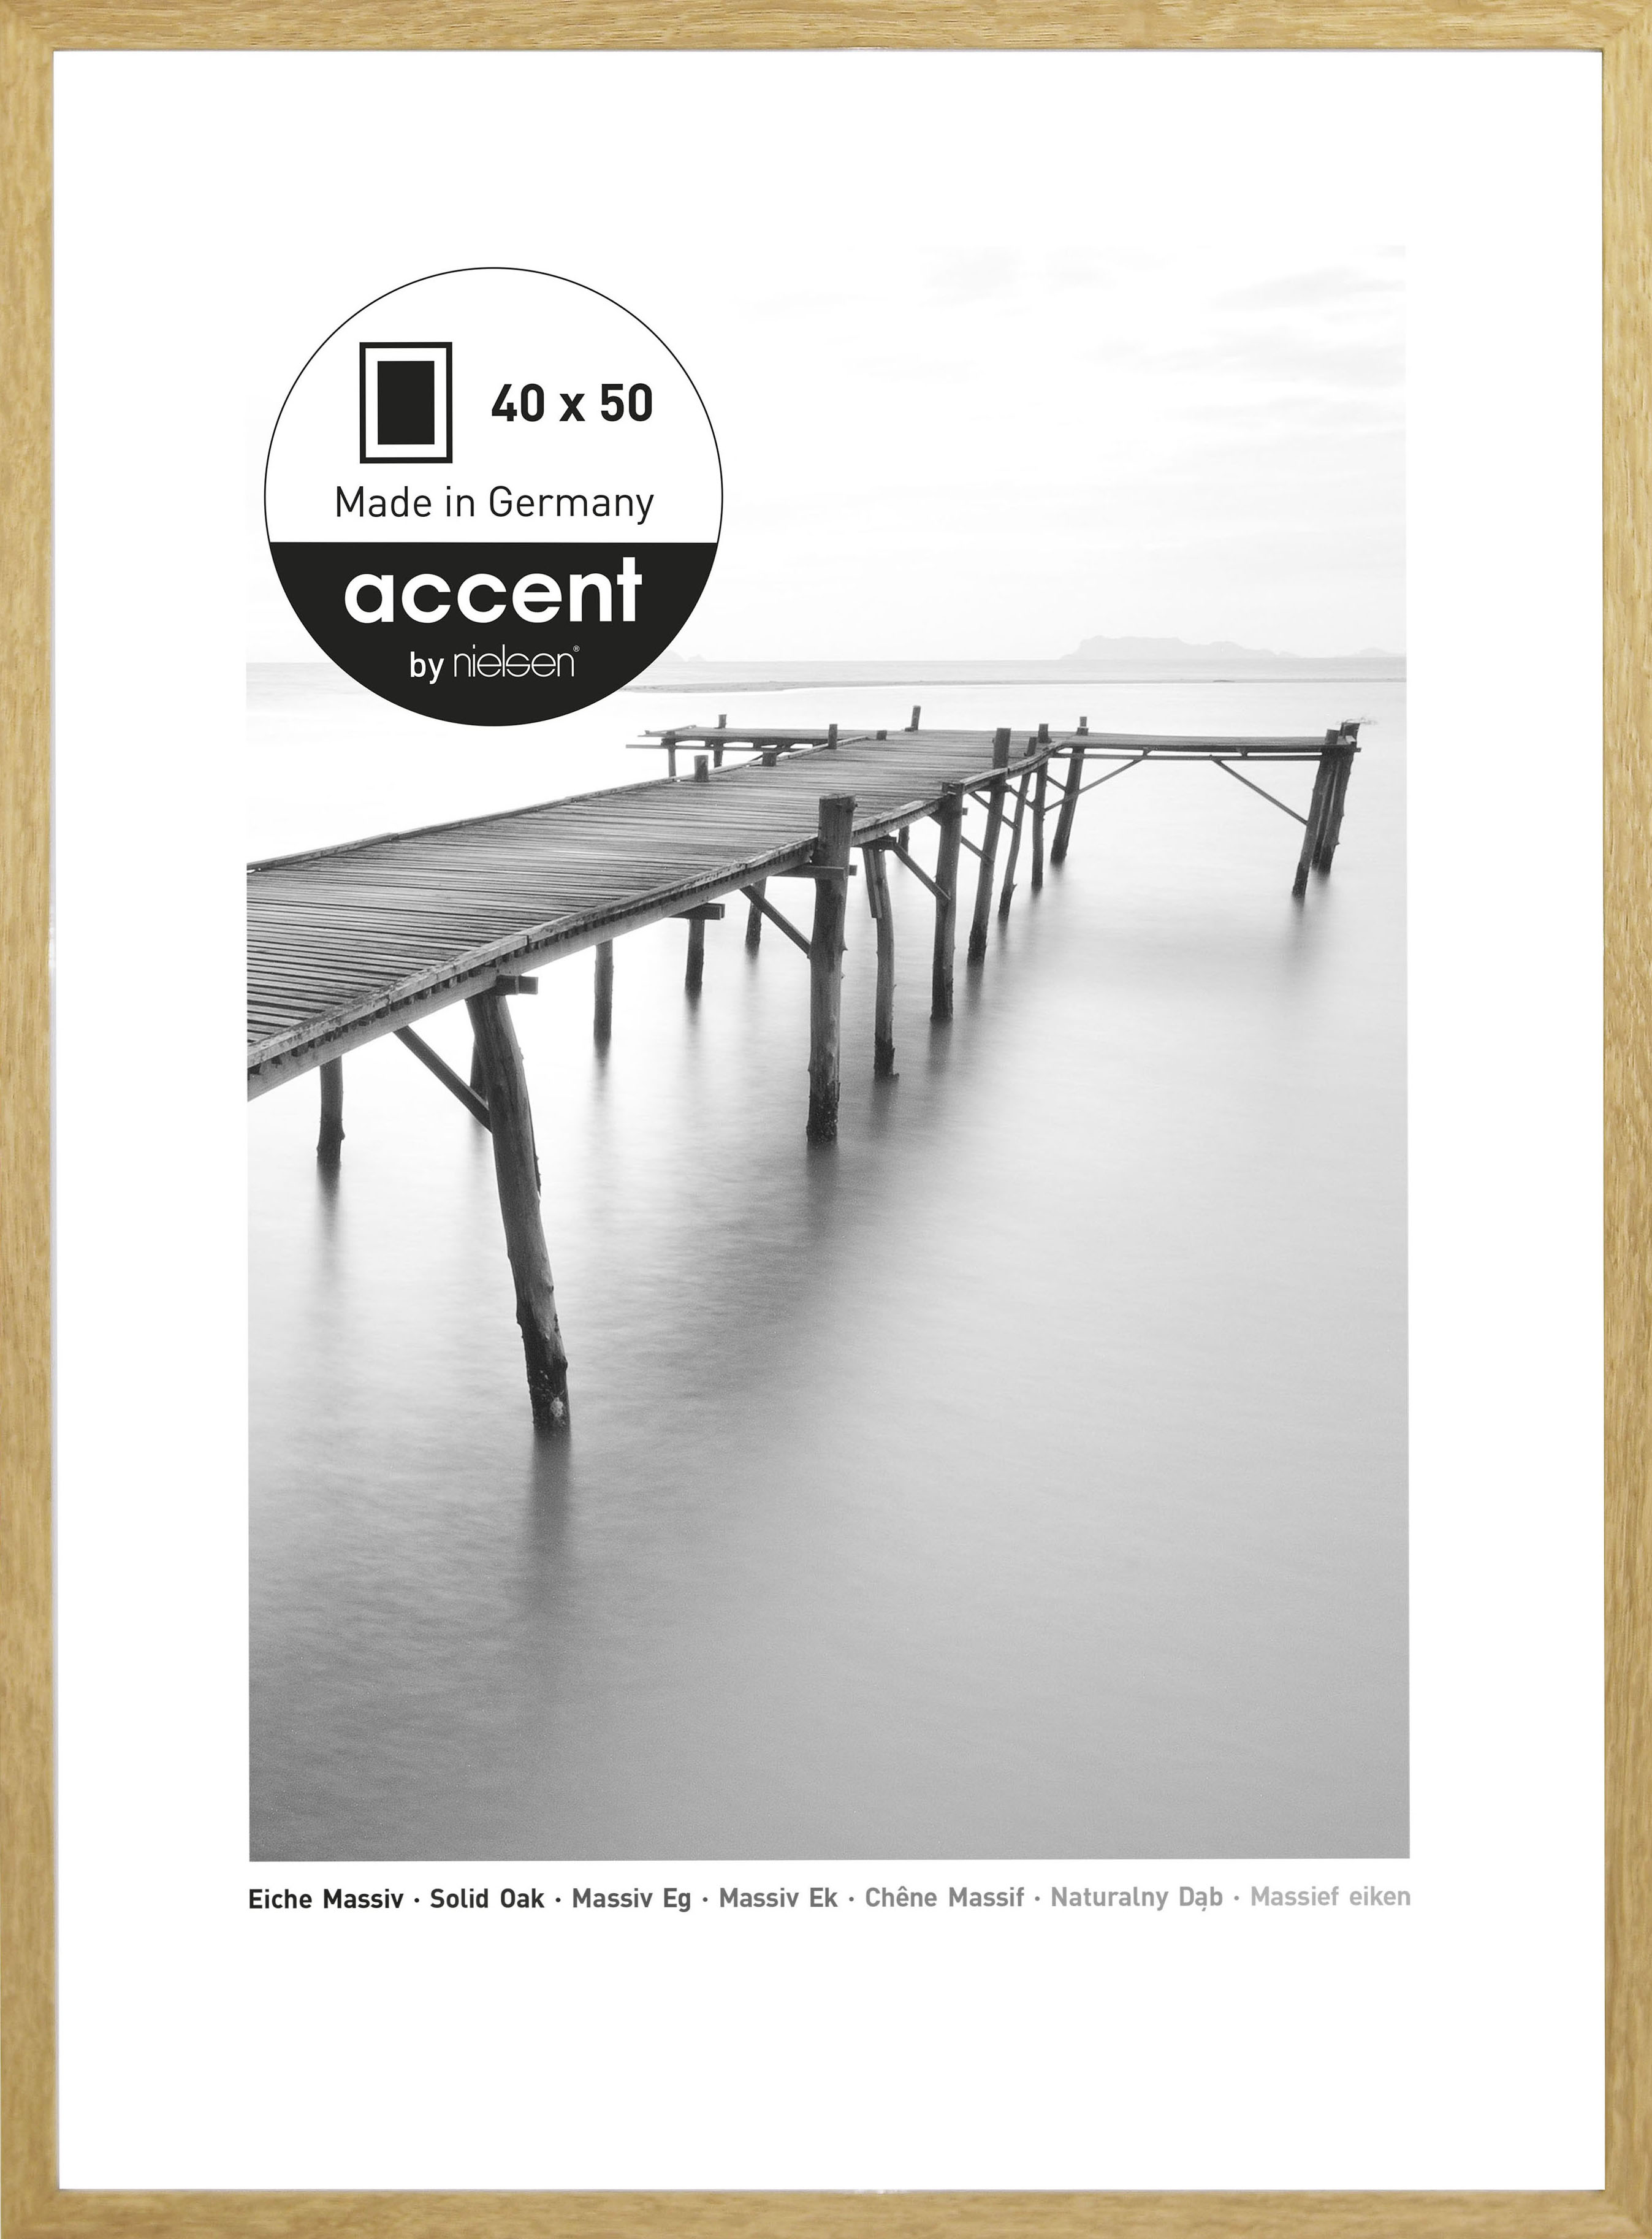 40 x 50
Made in Germany
accent
by nielsen®
Eiche Massiv · Solid Oak · Massiv Eg · Massiv Ek · Chêne Massif · Naturalny Dąb · Massief eiken